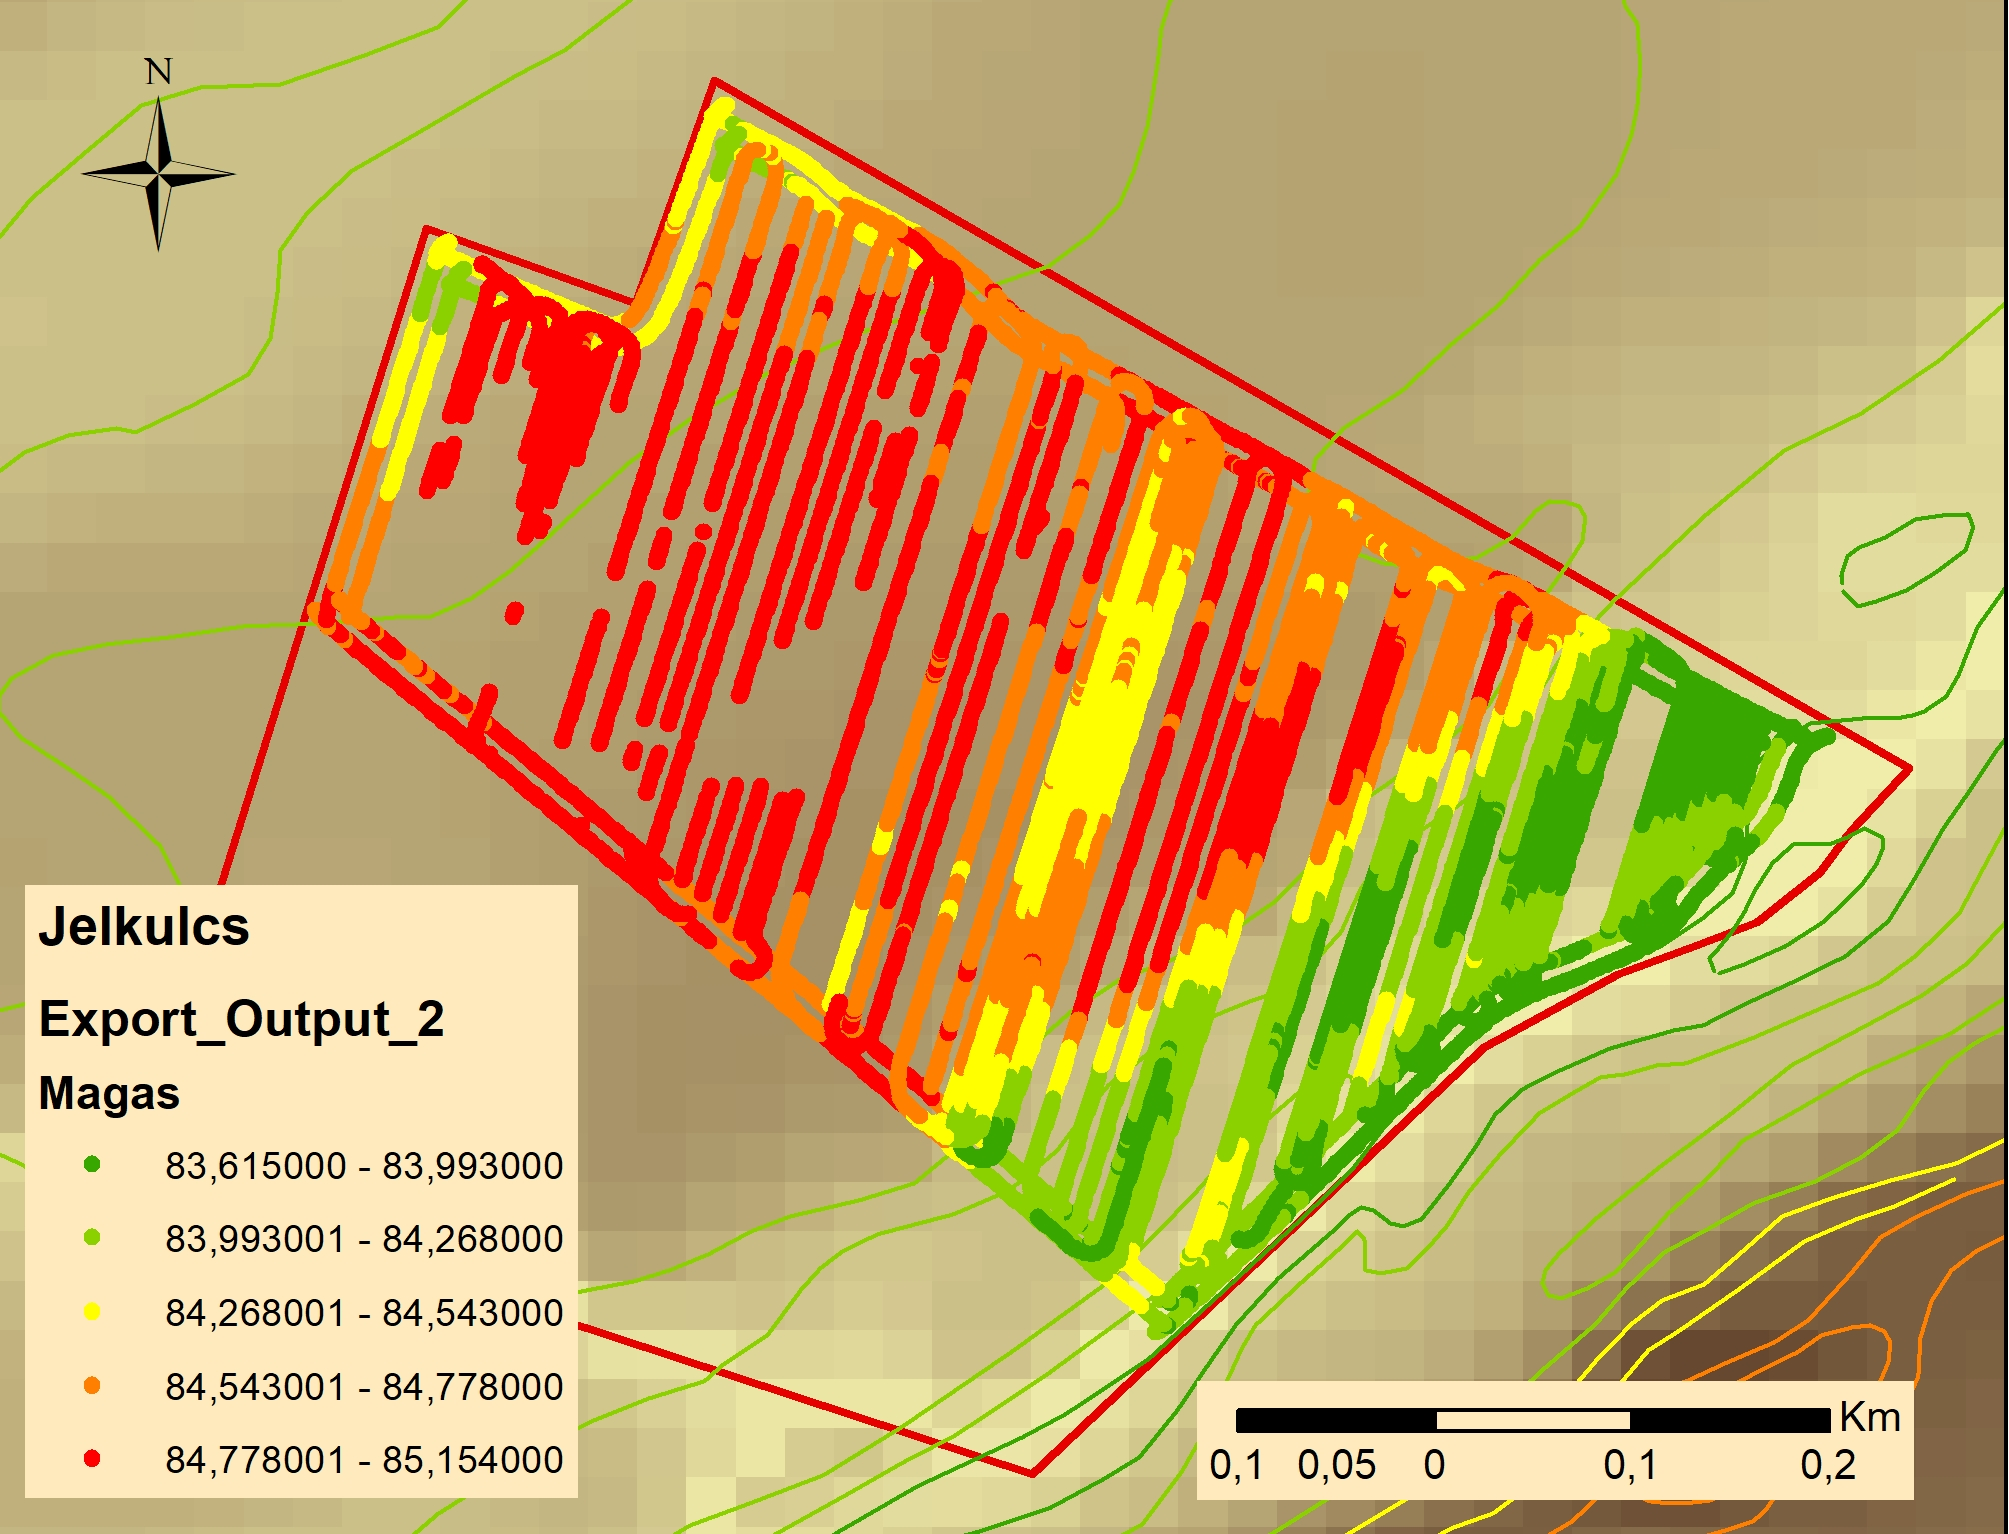 N
Jelkulcs
Export_Output_2
Magas
83,615000 - 83,993000
83,993001 - 84,268000
84,268001 - 84,543000
84,543001 - 84,778000
84,778001 - 85,154000
Km
0,1 0,05 0 0,1 0,2